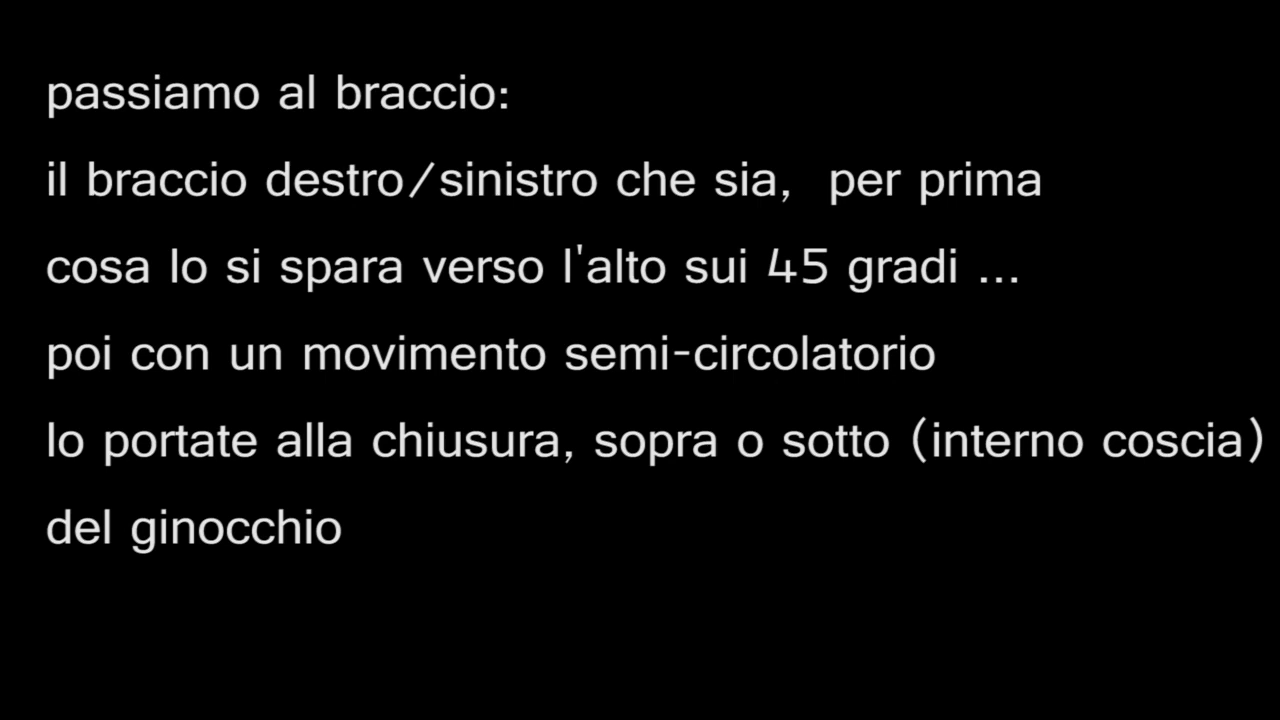 passiamo al braccio:
il braccio destro/sinistro che sia,  per prima
cosa lo si spara verso l'alto sui 45 gradi ...
poi con un movimento semi-circolatorio
lo portate alla chiusura, sopra o sotto (interno coscia)
del ginocchio